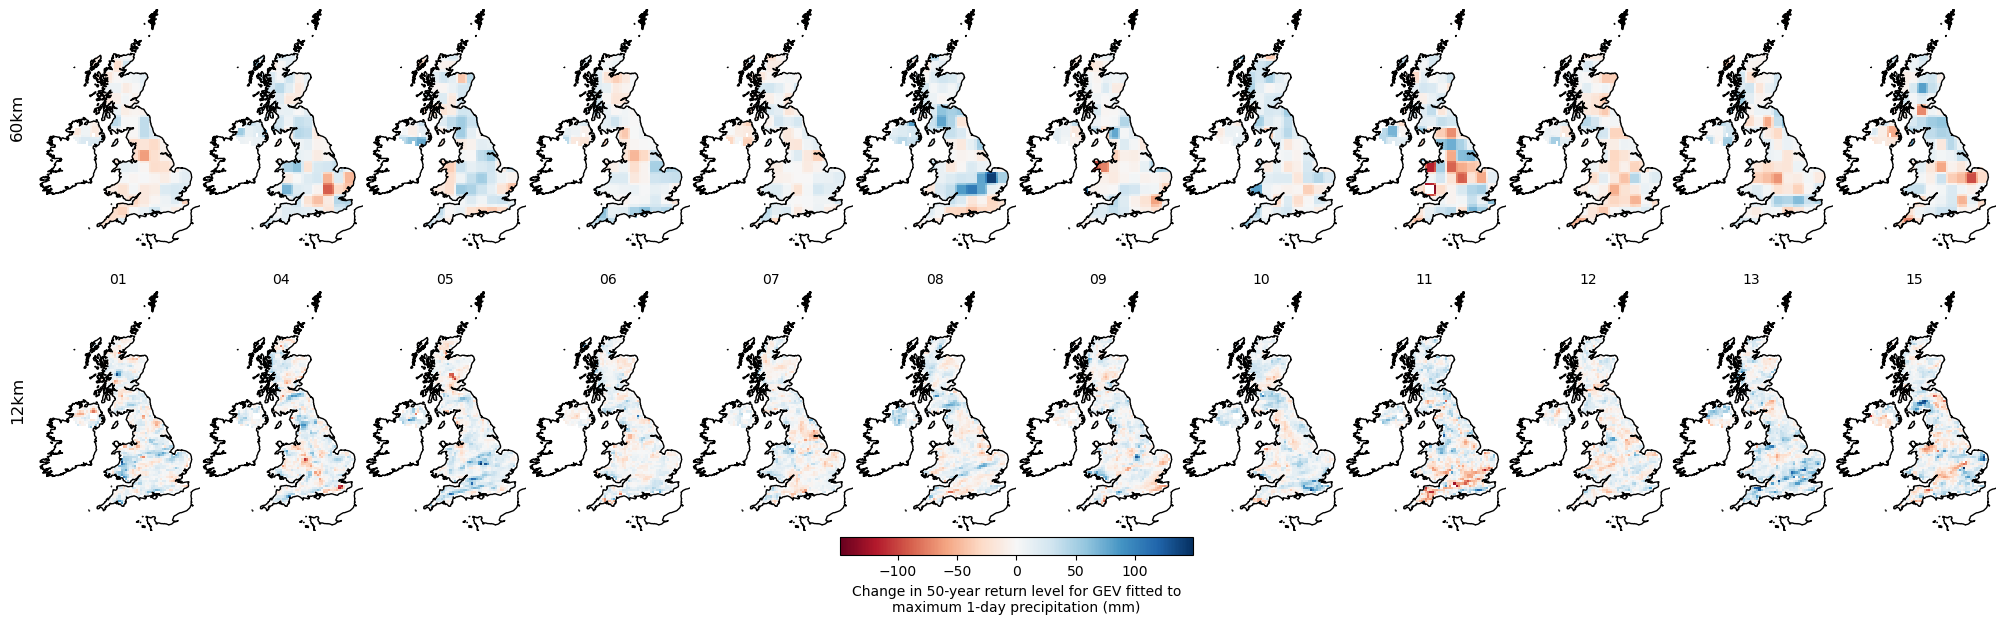 60km
01 04 05 06 07 08 09 10 11 12 13 15
12km
−100 −50 0 50 100
Change in 50-year return level for GEV fitted to
maximum 1-day precipitation (mm)